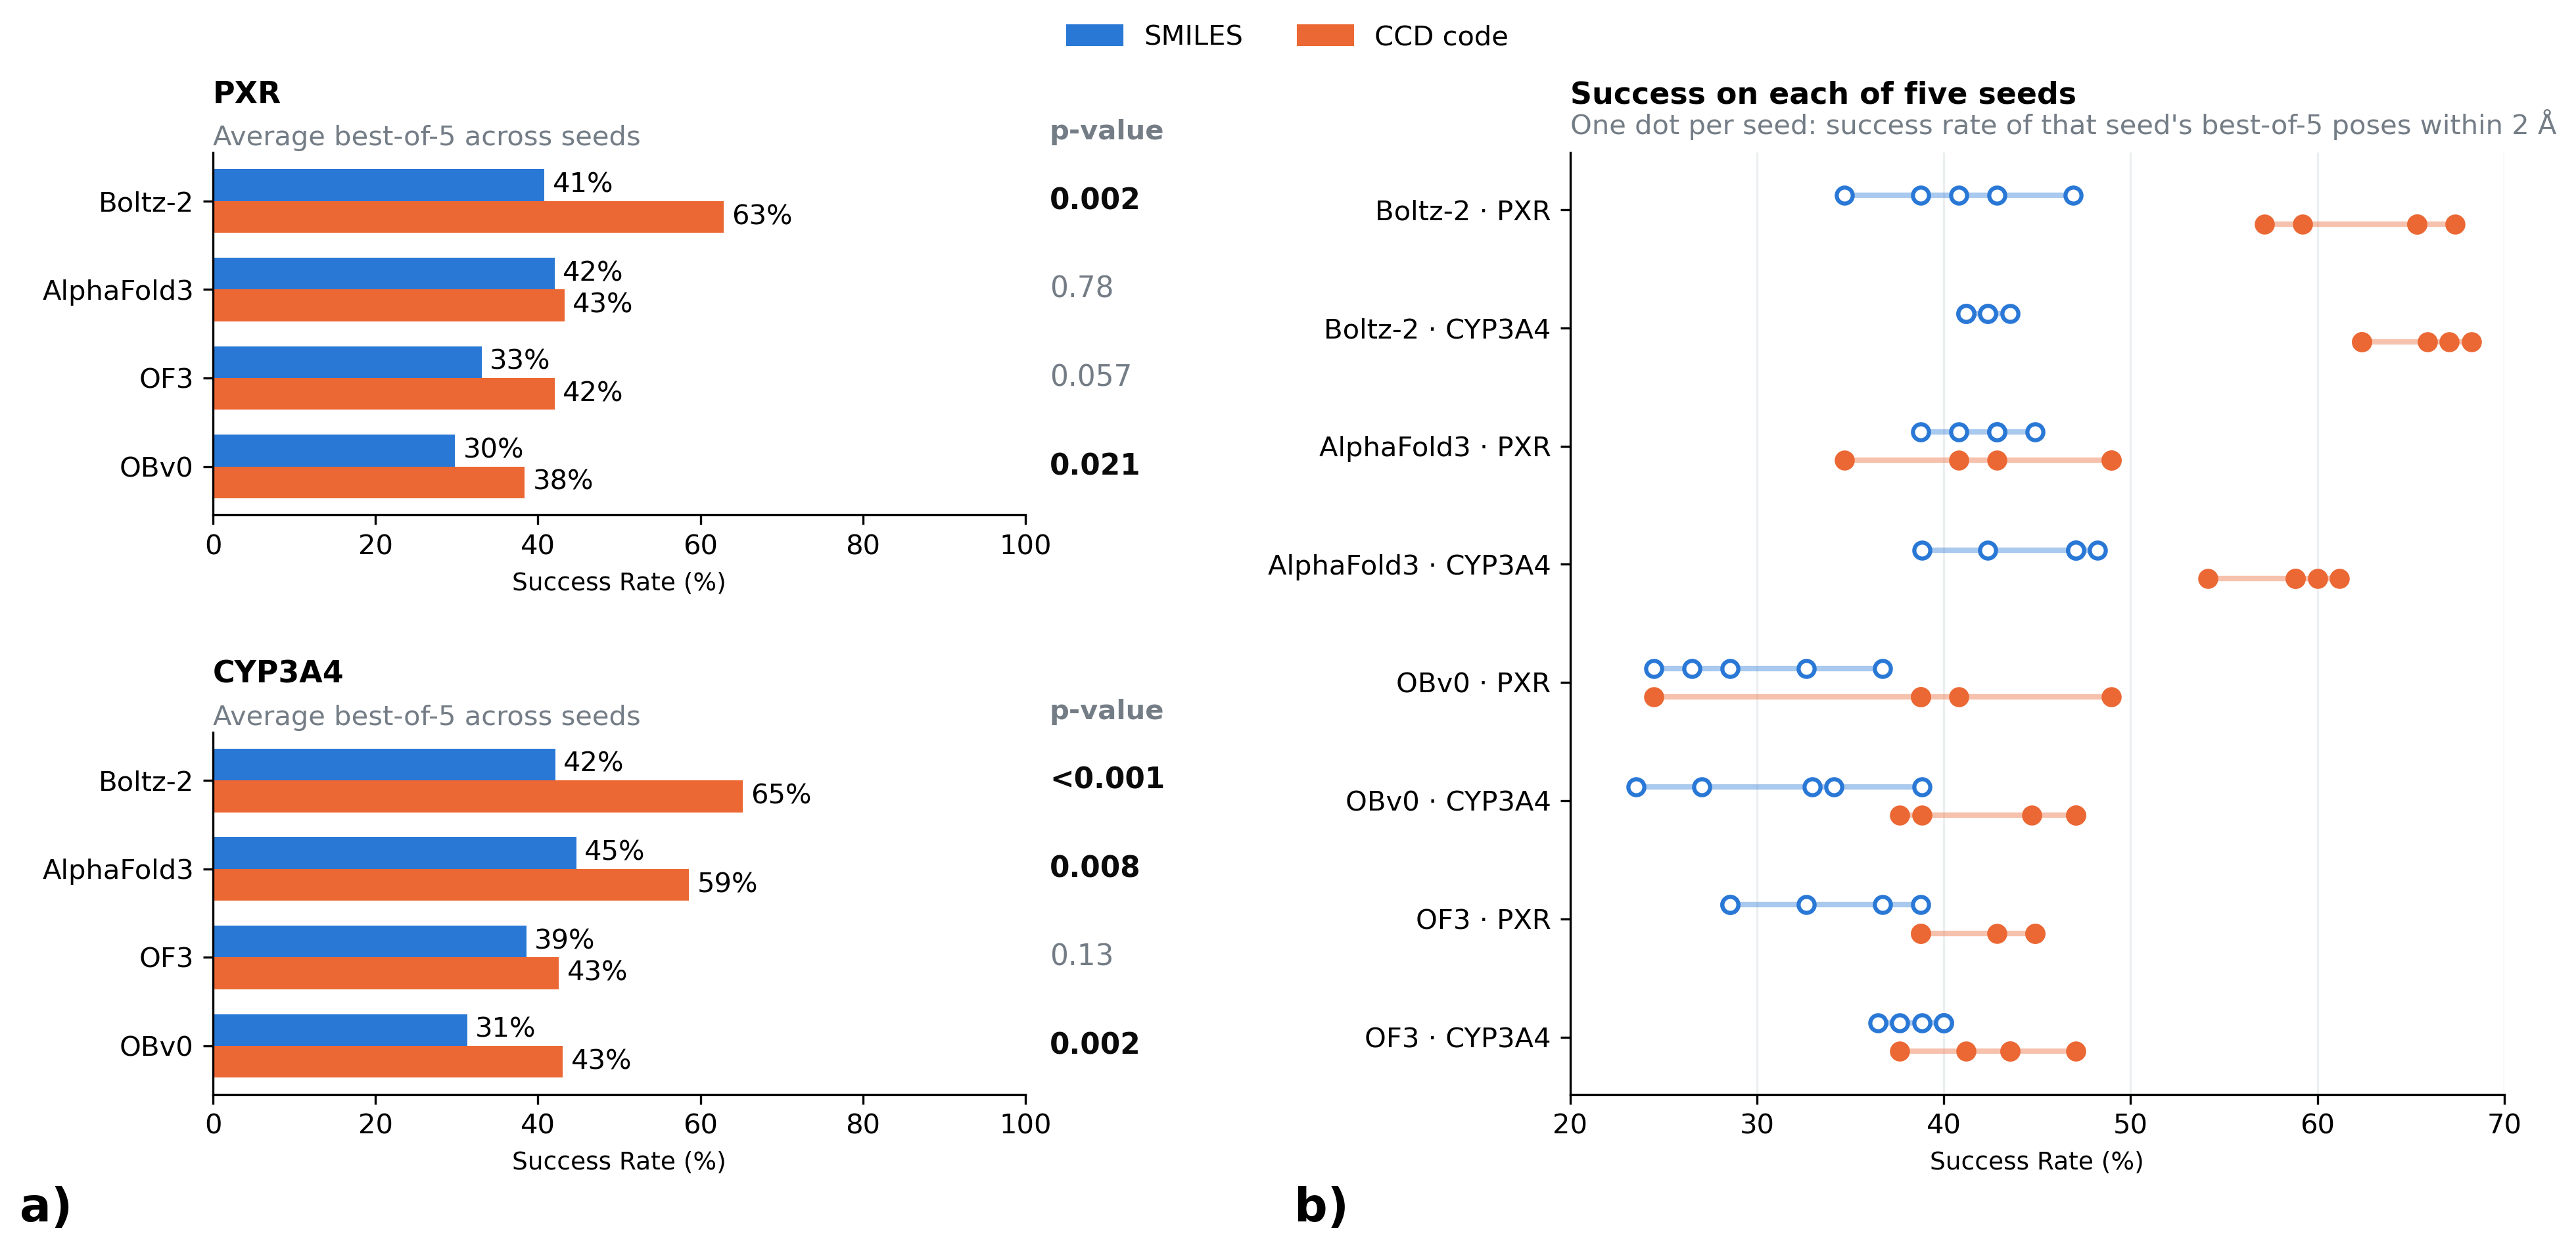 SMILES
CCD code
PXR
Average best-of-5 across seeds
p-value
Boltz-2
41%
63%
0.002
AlphaFold3
42%
43%
0.78
OF3
33%
42%
0.057
OBv0
30%
38%
0.021
0 20 40 60 80 100
Success Rate (%)
CYP3A4
Average best-of-5 across seeds
p-value
Boltz-2
42%
65%
<0.001
AlphaFold3
45%
59%
0.008
OF3
39%
43%
0.13
OBv0
31%
43%
0.002
0 20 40 60 80 100
Success Rate (%)
a)
Success on each of five seeds
One dot per seed: success rate of that seed's best-of-5 poses within 2 Å
Boltz-2 · PXR
Boltz-2 · CYP3A4
AlphaFold3 · PXR
AlphaFold3 · CYP3A4
OBv0 · PXR
OBv0 · CYP3A4
OF3 · PXR
OF3 · CYP3A4
20 30 40 50 60 70
Success Rate (%)
b)